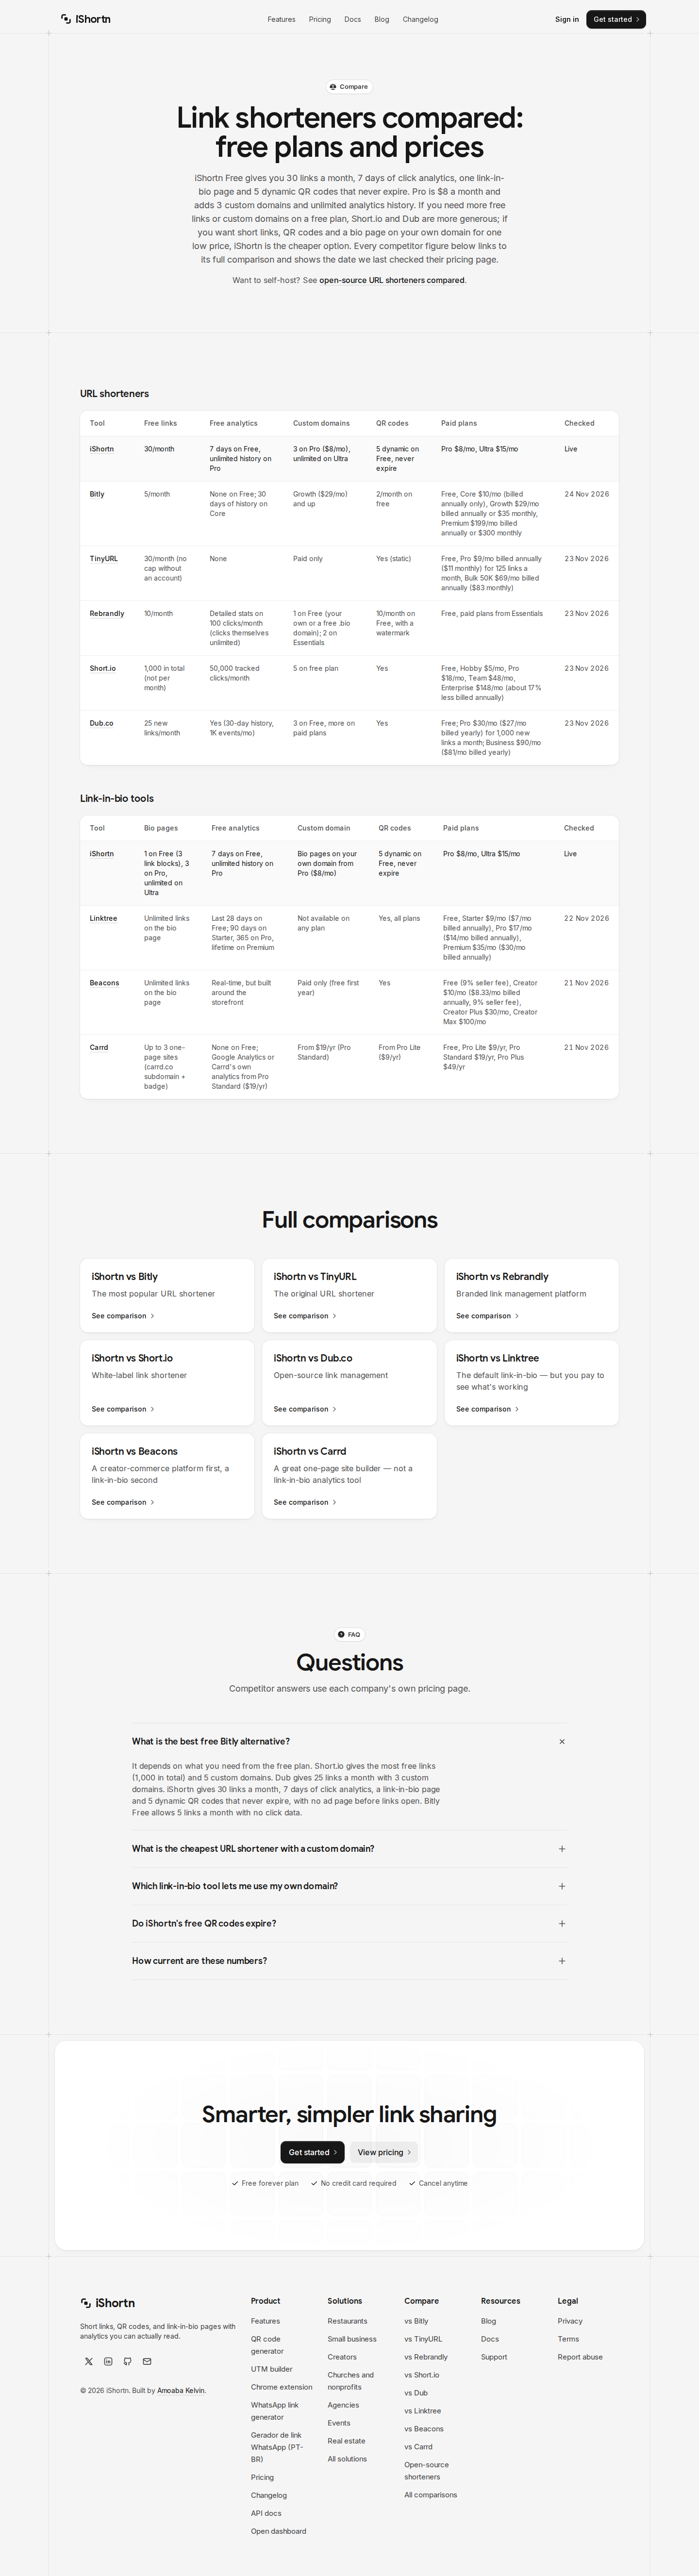 iShortn
Features
Pricing
Docs
Blog
Changelog
Sign in
Get started
Compare
Link shorteners compared:
free plans and prices
iShortn Free gives you 30 links a month, 7 days of click analytics, one link-in-
bio page and 5 dynamic QR codes that never expire. Pro is $8 a month and
adds 3 custom domains and unlimited analytics history. If you need more free
links or custom domains on a free plan, Short.io and Dub are more generous; if
you want short links, QR codes and a bio page on your own domain for one
low price, iShortn is the cheaper option. Every competitor figure below links to
its full comparison and shows the date we last checked their pricing page.
Want to self-host? See open-source URL shorteners compared.
URL shorteners
Tool
Free links
Free analytics
Custom domains
QR codes
Paid plans
Checked
iShortn
30/month
7 days on Free,
unlimited history on
Pro
3 on Pro ($8/mo),
unlimited on Ultra
5 dynamic on
Free, never
expire
Pro $8/mo, Ultra $15/mo
Live
Bitly
5/month
None on Free; 30
days of history on
Core
Growth ($29/mo)
and up
2/month on
free
Free, Core $10/mo (billed
annually only), Growth $29/mo
billed annually or $35 monthly,
Premium $199/mo billed
annually or $300 monthly
24 Nov 2026
TinyURL
30/month (no
cap without
an account)
None
Paid only
Yes (static)
Free, Pro $9/mo billed annually
($11 monthly) for 125 links a
month, Bulk 50K $69/mo billed
annually ($83 monthly)
23 Nov 2026
Rebrandly
10/month
Detailed stats on
100 clicks/month
(clicks themselves
unlimited)
1 on Free (your
own or a free .bio
domain); 2 on
Essentials
10/month on
Free, with a
watermark
Free, paid plans from Essentials
23 Nov 2026
Short.io
1,000 in total
(not per
month)
50,000 tracked
clicks/month
5 on free plan
Yes
Free, Hobby $5/mo, Pro
$18/mo, Team $48/mo,
Enterprise $148/mo (about 17%
less billed annually)
23 Nov 2026
Dub.co
25 new
links/month
Yes (30-day history,
1K events/mo)
3 on Free, more on
paid plans
Yes
Free; Pro $30/mo ($27/mo
billed yearly) for 1,000 new
links a month; Business $90/mo
($81/mo billed yearly)
23 Nov 2026
Link-in-bio tools
Tool
Bio pages
Free analytics
Custom domain
QR codes
Paid plans
Checked
iShortn
1 on Free (3
link blocks), 3
on Pro,
unlimited on
Ultra
7 days on Free,
unlimited history on
Pro
Bio pages on your
own domain from
Pro ($8/mo)
5 dynamic on
Free, never
expire
Pro $8/mo, Ultra $15/mo
Live
Linktree
Unlimited links
on the bio
page
Last 28 days on
Free; 90 days on
Starter, 365 on Pro,
lifetime on Premium
Not available on
any plan
Yes, all plans
Free, Starter $9/mo ($7/mo
billed annually), Pro $17/mo
($14/mo billed annually),
Premium $35/mo ($30/mo
billed annually)
22 Nov 2026
Beacons
Unlimited links
on the bio
page
Real-time, but built
around the
storefront
Paid only (free first
year)
Yes
Free (9% seller fee), Creator
$10/mo ($8.33/mo billed
annually, 9% seller fee),
Creator Plus $30/mo, Creator
Max $100/mo
21 Nov 2026
Carrd
Up to 3 one-
page sites
(carrd.co
subdomain +
badge)
None on Free;
Google Analytics or
Carrd's own
analytics from Pro
Standard ($19/yr)
From $19/yr (Pro
Standard)
From Pro Lite
($9/yr)
Free, Pro Lite $9/yr, Pro
Standard $19/yr, Pro Plus
$49/yr
21 Nov 2026
Full comparisons
iShortn vs Bitly
The most popular URL shortener
See comparison
iShortn vs TinyURL
The original URL shortener
See comparison
iShortn vs Rebrandly
Branded link management platform
See comparison
iShortn vs Short.io
White-label link shortener
See comparison
iShortn vs Dub.co
Open-source link management
See comparison
iShortn vs Linktree
The default link-in-bio — but you pay to
see what's working
See comparison
iShortn vs Beacons
A creator-commerce platform first, a
link-in-bio second
See comparison
iShortn vs Carrd
A great one-page site builder — not a
link-in-bio analytics tool
See comparison
FAQ
Questions
Competitor answers use each company's own pricing page.
What is the best free Bitly alternative?
It depends on what you need from the free plan. Short.io gives the most free links
(1,000 in total) and 5 custom domains. Dub gives 25 links a month with 3 custom
domains. iShortn gives 30 links a month, 7 days of click analytics, a link-in-bio page
and 5 dynamic QR codes that never expire, with no ad page before links open. Bitly
Free allows 5 links a month with no click data.
What is the cheapest URL shortener with a custom domain?
Which link-in-bio tool lets me use my own domain?
Do iShortn's free QR codes expire?
How current are these numbers?
Smarter, simpler link sharing
Get started
View pricing
Free forever plan
No credit card required
Cancel anytime
iShortn
Short links, QR codes, and link-in-bio pages with
analytics you can actually read.
© 2026 iShortn. Built by Amoaba Kelvin.
Product
Features
QR code
generator
UTM builder
Chrome extension
WhatsApp link
generator
Gerador de link
WhatsApp (PT-
BR)
Pricing
Changelog
API docs
Open dashboard
Solutions
Restaurants
Small business
Creators
Churches and
nonprofits
Agencies
Events
Real estate
All solutions
Compare
vs Bitly
vs TinyURL
vs Rebrandly
vs Short.io
vs Dub
vs Linktree
vs Beacons
vs Carrd
Open-source
shorteners
All comparisons
Resources
Blog
Docs
Support
Legal
Privacy
Terms
Report abuse